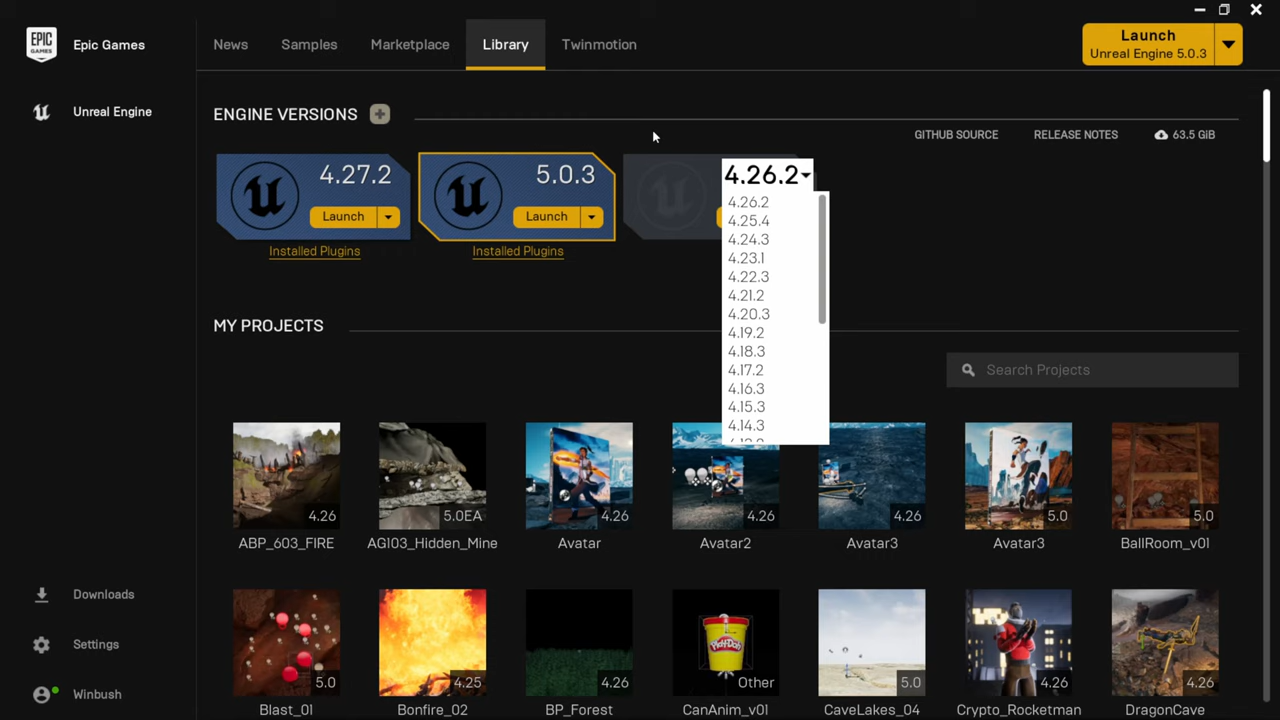 EPIC GAMES
Epic Games
News
Samples
Marketplace
Library
Twinmotion
Launch
Unreal Engine 5.0.3
Unreal Engine
ENGINE VERSIONS
GITHUB SOURCE
RELEASE NOTES
63.5 GiB
4.27.2
Launch
Installed Plugins
5.0.3
Launch
Installed Plugins
4.26.2
4.26.2
4.25.4
4.24.3
4.23.1
4.22.3
4.21.2
4.20.3
4.19.2
4.18.3
4.17.2
4.16.3
4.15.3
4.14.3
MY PROJECTS
Search Projects
4.26
5.0EA
4.26
4.26
4.26
5.0
5.0
ABP_603_FIRE
AG103_Hidden_Mine
Avatar
Avatar2
Avatar3
Avatar3
BallRoom_v01
5.0
4.25
4.26
Play-Doh
Other
5.0
4.26
4.26
Blast_01
Bonfire_02
BP_Forest
CanAnim_v01
CaveLakes_04
Crypto_Rocketman
DragonCave
Downloads
Settings
Winbush